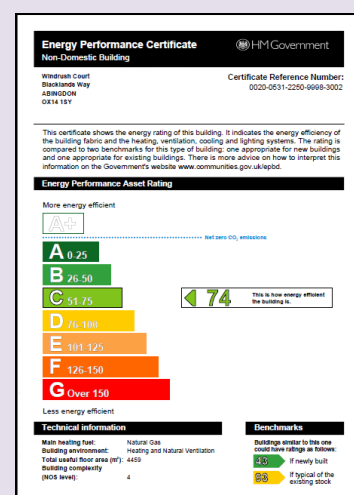 Energy Performance Certificate
HM Government
Non-Domestic Building
Windrush Court
Blacklands Way
ABINGDON
OX14 1SY
Certificate Reference Number:
0020-0531-2250-9998-3002
This certificate shows the energy rating of this building. It indicates the energy efficiency of
the building fabric and the heating, ventilation, cooling and lighting systems. The rating is
compared to two benchmarks for this type of building: one appropriate for new buildings
and one appropriate for existing buildings. There is more advice on how to interpret this
information on the Government's website www.communities.gov.uk/epbd.
Energy Performance Asset Rating
More energy efficient
A+
Net zero CO₂ emissions
A 0-25
B 26-50
C 51-75
74
This is how energy efficient
the building is.
D 76-100
E 101-125
F 126-150
G Over 150
Less energy efficient
Technical information
Main heating fuel: Natural Gas
Building environment: Heating and Natural Ventilation
Total useful floor area (m²): 4459
Building complexity
(NOS level): 4
Benchmarks
Buildings similar to this one
could have ratings as follows:
If newly built
If typical of the
existing stock